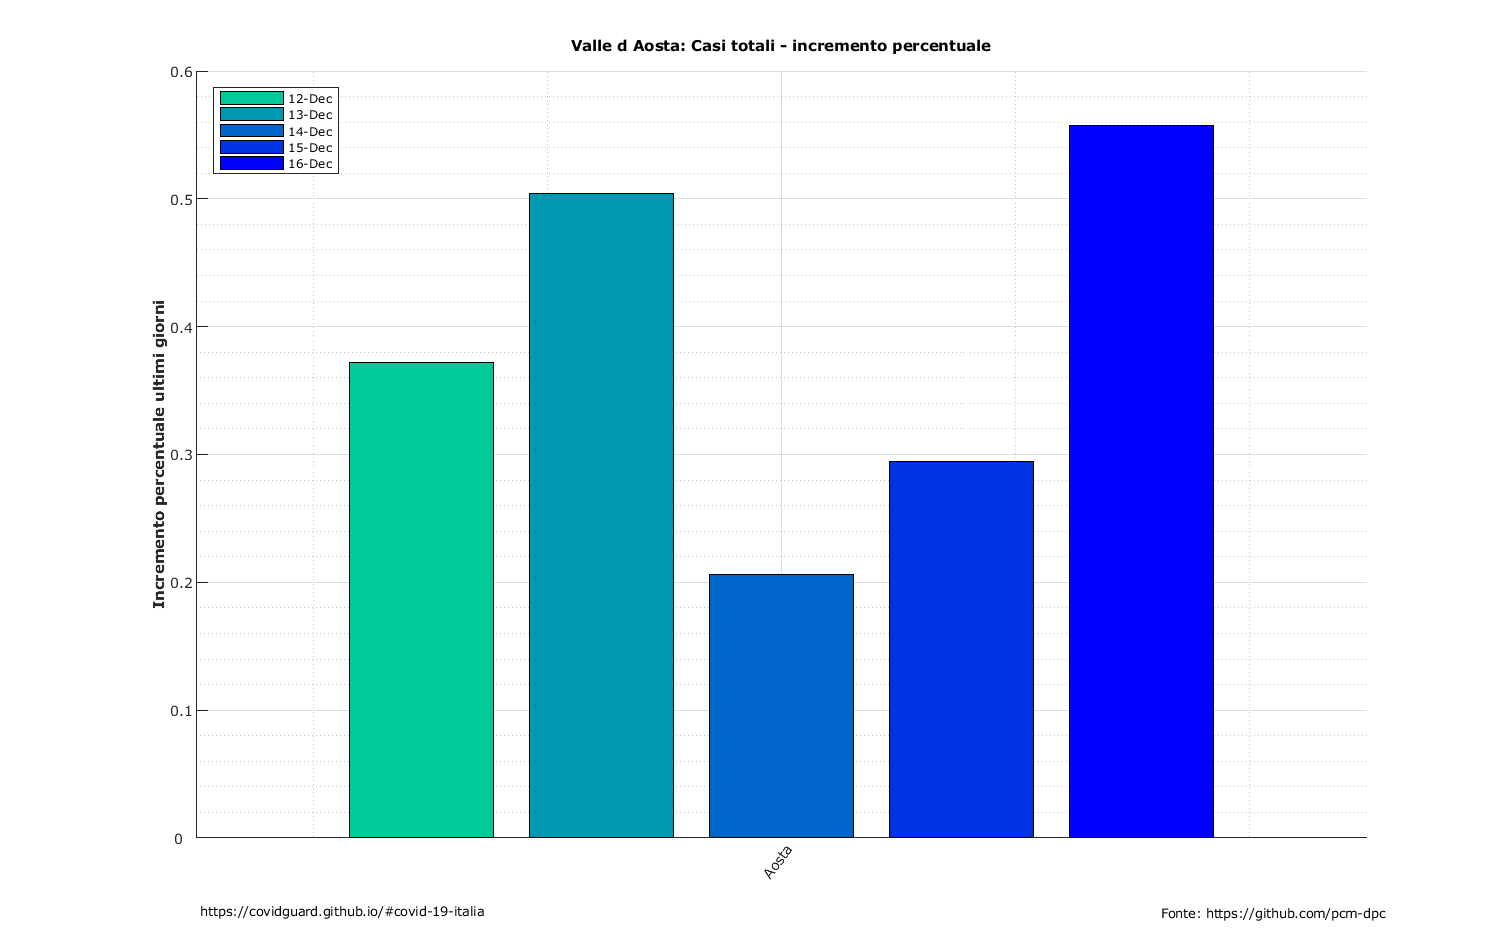 Valle d Aosta: Casi totali - incremento percentuale
0.6
0.5
0.4
0.3
0.2
0.1
0
Incremento percentuale ultimi giorni
12-Dec
13-Dec
14-Dec
15-Dec
16-Dec
Aosta
https://covidguard.github.io/#covid-19-italia
Fonte: https://github.com/pcm-dpc